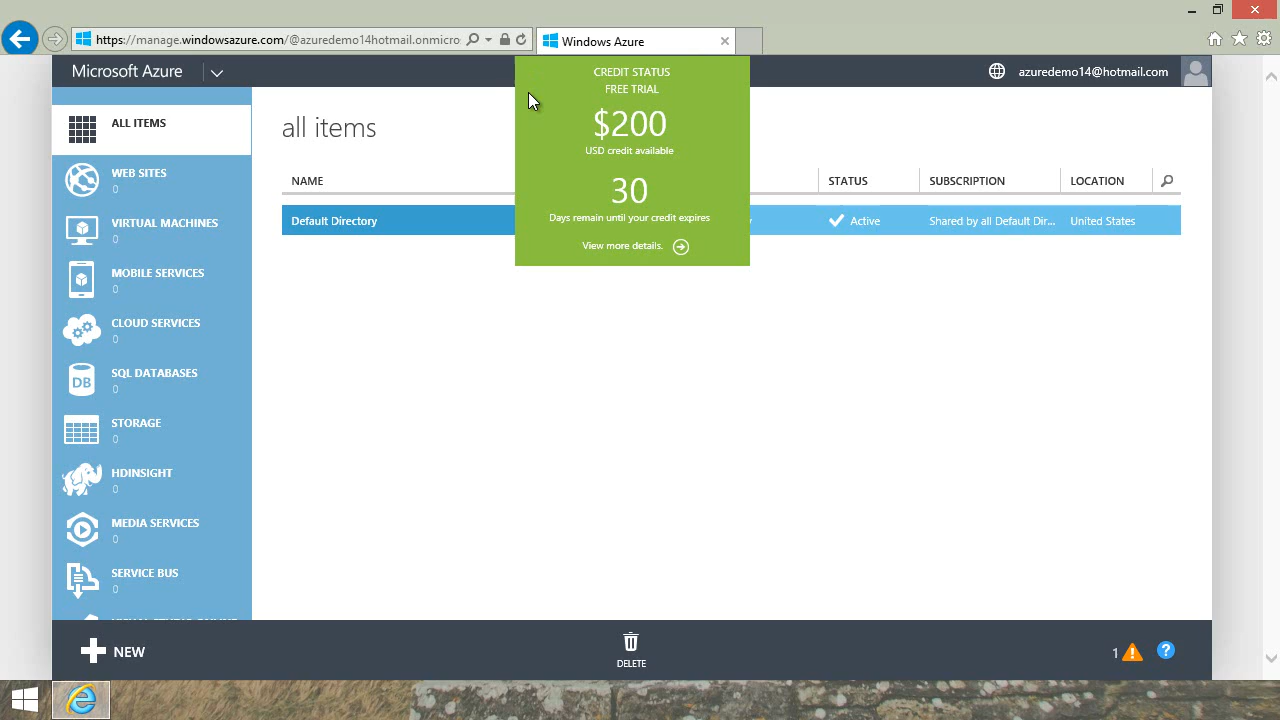 https://manage.windowsazure.com/@azuredemo14hotmail.onmicro
Windows Azure
Microsoft Azure
azuredemo14@hotmail.com
CREDIT STATUS
FREE TRIAL
$200
USD credit available
30
Days remain until your credit expires
View more details.
ALL ITEMS
WEB SITES
0
VIRTUAL MACHINES
0
MOBILE SERVICES
0
CLOUD SERVICES
0
SQL DATABASES
0
DB
STORAGE
0
HDINSIGHT
0
MEDIA SERVICES
0
SERVICE BUS
0
all items
NAME STATUS SUBSCRIPTION LOCATION
Default Directory Active Shared by all Default Dir... United States
NEW
DELETE
1
?